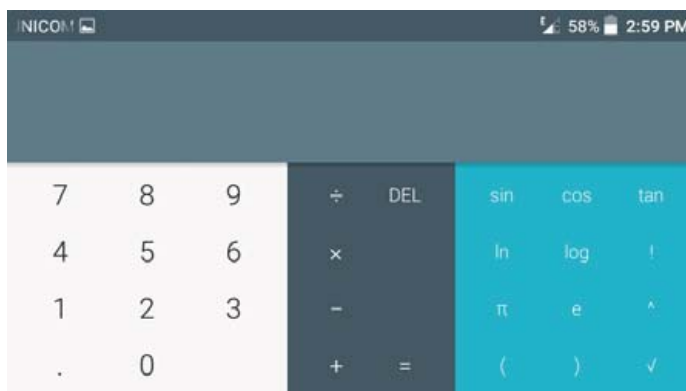 UNICOM E 58% 2:59 PM
7 8 9 ÷ DEL sin cos tan
4 5 6 × ln log !
1 2 3 − π e ^
. 0 + = ( ) √